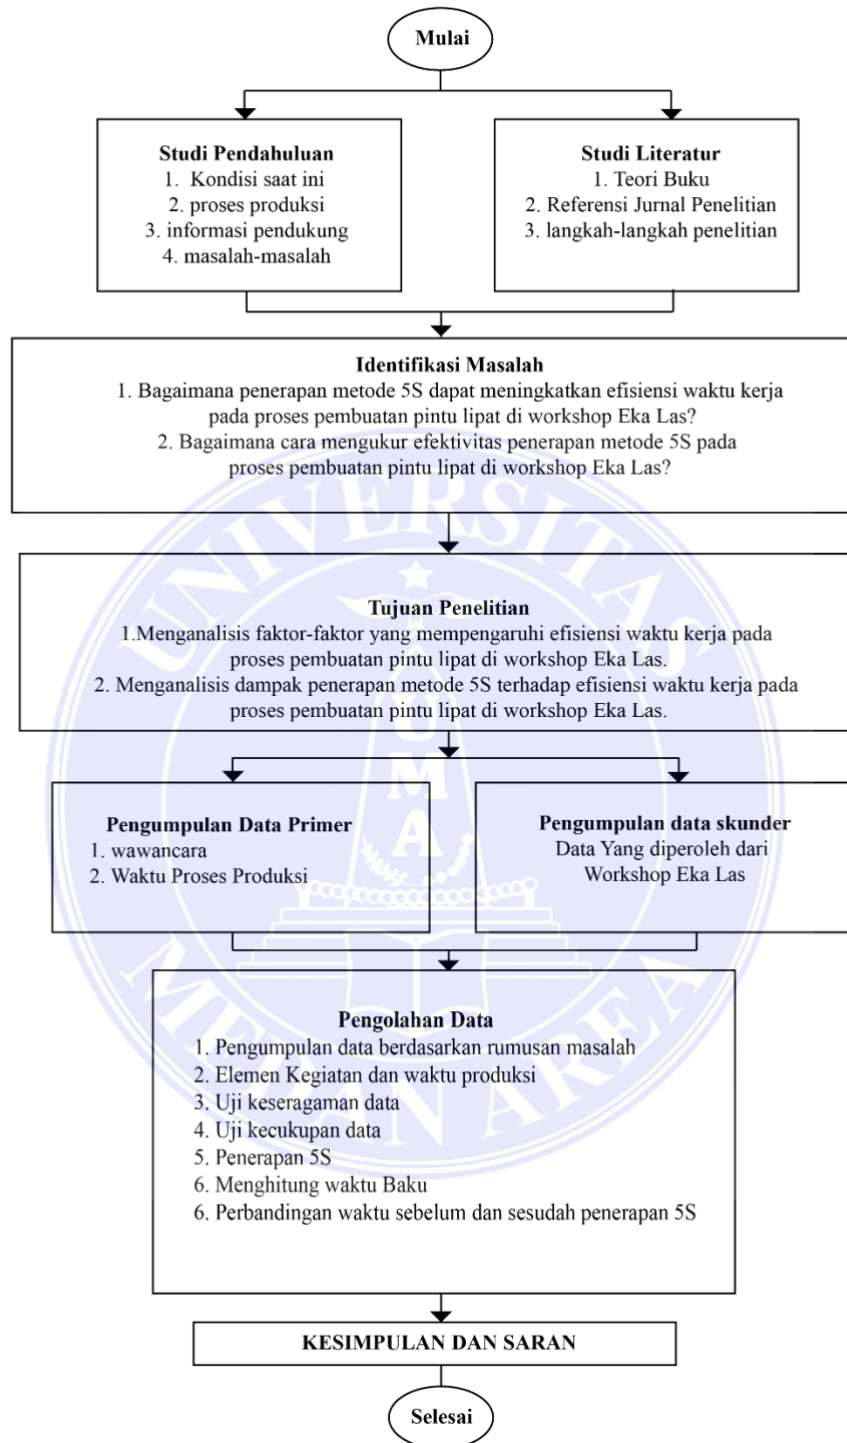 Mulai
Studi Pendahuluan
1. Kondisi saat ini
2. proses produksi
3. informasi pendukung
4. masalah-masalah
Studi Literatur
1. Teori Buku
2. Referensi Jurnal Penelitian
3. langkah-langkah penelitian
Identifikasi Masalah
1. Bagaimana penerapan metode 5S dapat meningkatkan efisiensi waktu kerja
pada proses pembuatan pintu lipat di workshop Eka Las?
2. Bagaimana cara mengukur efektivitas penerapan metode 5S pada
proses pembuatan pintu lipat di workshop Eka Las?
Tujuan Penelitian
1.Menganalisis faktor-faktor yang mempengaruhi efisiensi waktu kerja pada
proses pembuatan pintu lipat di workshop Eka Las.
2. Menganalisis dampak penerapan metode 5S terhadap efisiensi waktu kerja pada
proses pembuatan pintu lipat di workshop Eka Las.
Pengumpulan Data Primer
1. wawancara
2. Waktu Proses Produksi
Pengumpulan data skunder
Data Yang diperoleh dari
Workshop Eka Las
Pengolahan Data
1. Pengumpulan data berdasarkan rumusan masalah
2. Elemen Kegiatan dan waktu produksi
3. Uji keseragaman data
4. Uji kecukupan data
5. Penerapan 5S
6. Menghitung waktu Baku
6. Perbandingan waktu sebelum dan sesudah penerapan 5S
KESIMPULAN DAN SARAN
Selesai
UNIVERSITAS
UMA
MEDAN AREA